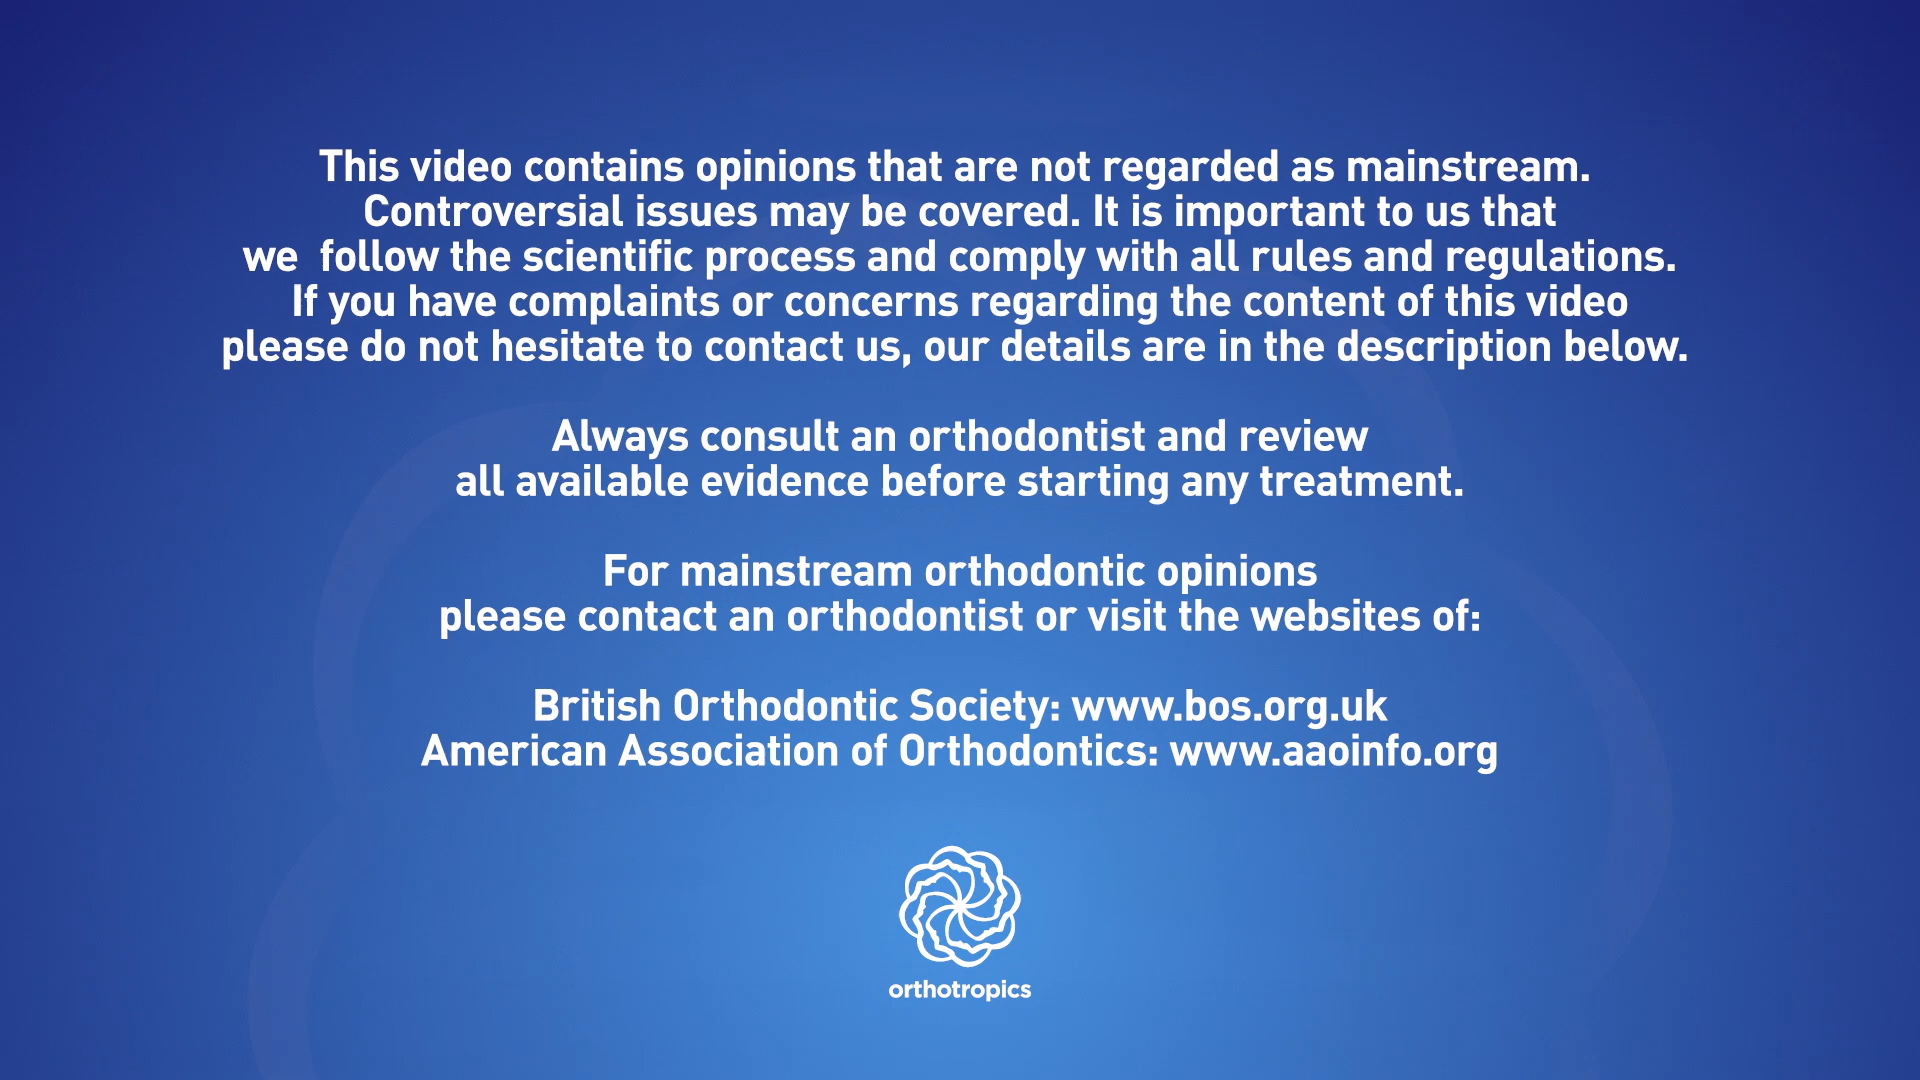 This video contains opinions that are not regarded as mainstream.
Controversial issues may be covered. It is important to us that
we  follow the scientific process and comply with all rules and regulations.
If you have complaints or concerns regarding the content of this video
please do not hesitate to contact us, our details are in the description below.
Always consult an orthodontist and review
all available evidence before starting any treatment.
For mainstream orthodontic opinions
please contact an orthodontist or visit the websites of:
British Orthodontic Society: www.bos.org.uk
American Association of Orthodontics: www.aaoinfo.org
orthotropics